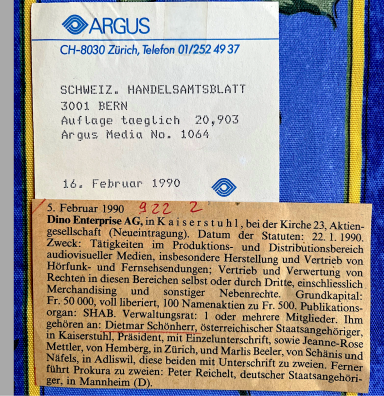 ARGUS
CH-8030 Zürich, Telefon 01/252 49 37
SCHWEIZ. HANDELSAMTSBLATT
3001 BERN
Auflage taeglich 20,903
Argus Media No. 1064
16. Februar 1990
5. Februar 1990 922 2
Dino Enterprise AG, in Kaiserstuhl, bei der Kirche 23, Aktien-
gesellschaft (Neueintragung). Datum der Statuten: 22. 1. 1990.
Zweck: Tätigkeiten im Produktions- und Distributionsbereich
audiovisueller Medien, insbesondere Herstellung und Vertrieb von
Hörfunk- und Fernsehsendungen; Vertrieb und Verwertung von
Rechten in diesen Bereichen selbst oder durch Dritte, einschliesslich
Merchandising und sonstiger Nebenrechte. Grundkapital:
Fr. 50 000, voll liberiert, 100 Namenaktien zu Fr. 500. Publikations-
organ: SHAB. Verwaltungsrat: 1 oder mehrere Mitglieder. Ihm
gehören an: Dietmar Schönherr, österreichischer Staatsangehöriger,
in Kaiserstuhl, Präsident, mit Einzelunterschrift, sowie Jeanne-Rose
Mettler, von Hemberg, in Zürich, und Marlis Beeler, von Schänis und
Näfels, in Adliswil, diese beiden mit Unterschrift zu zweien. Ferner
führt Prokura zu zweien: Peter Reichelt, deutscher Staatsangehöri-
ger, in Mannheim (D).